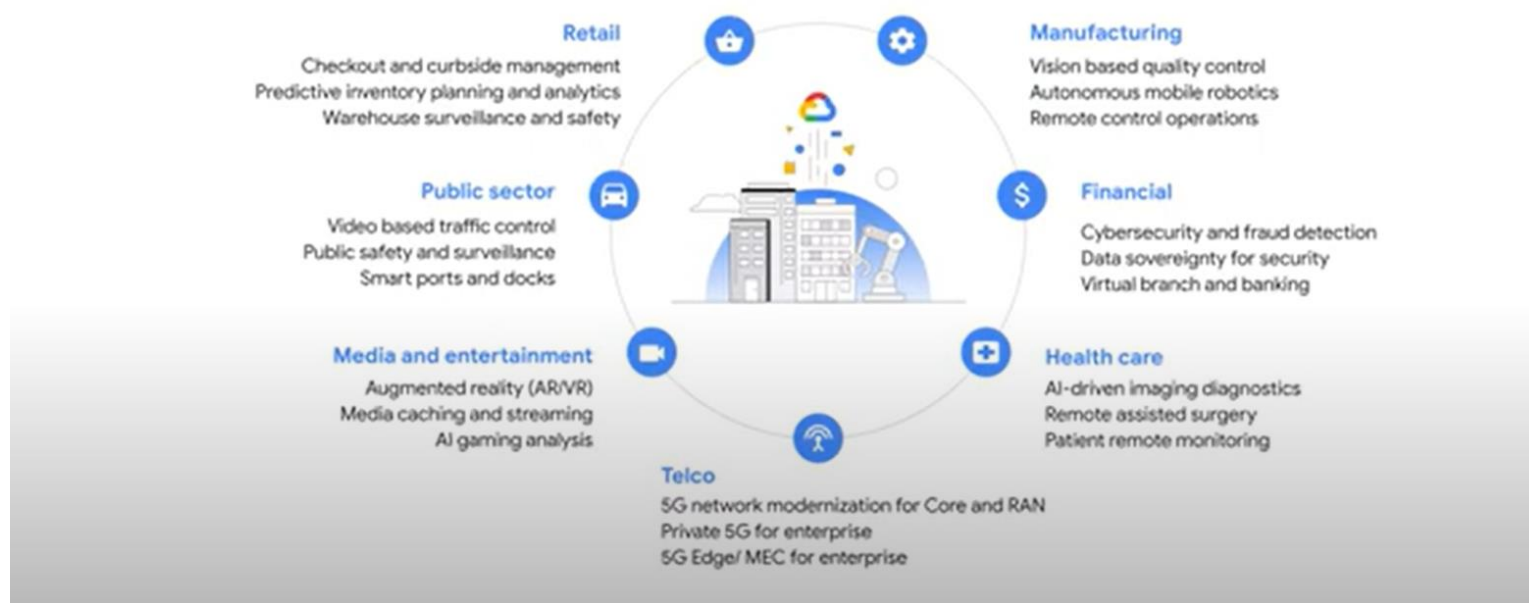 Retail
Checkout and curbside management
Predictive inventory planning and analytics
Warehouse surveillance and safety
Manufacturing
Vision based quality control
Autonomous mobile robotics
Remote control operations
Public sector
Video based traffic control
Public safety and surveillance
Smart ports and docks
$
Financial
Cybersecurity and fraud detection
Data sovereignty for security
Virtual branch and banking
Media and entertainment
Augmented reality (AR/VR)
Media caching and streaming
AI gaming analysis
Health care
AI-driven imaging diagnostics
Remote assisted surgery
Patient remote monitoring
Telco
5G network modernization for Core and RAN
Private 5G for enterprise
5G Edge/ MEC for enterprise